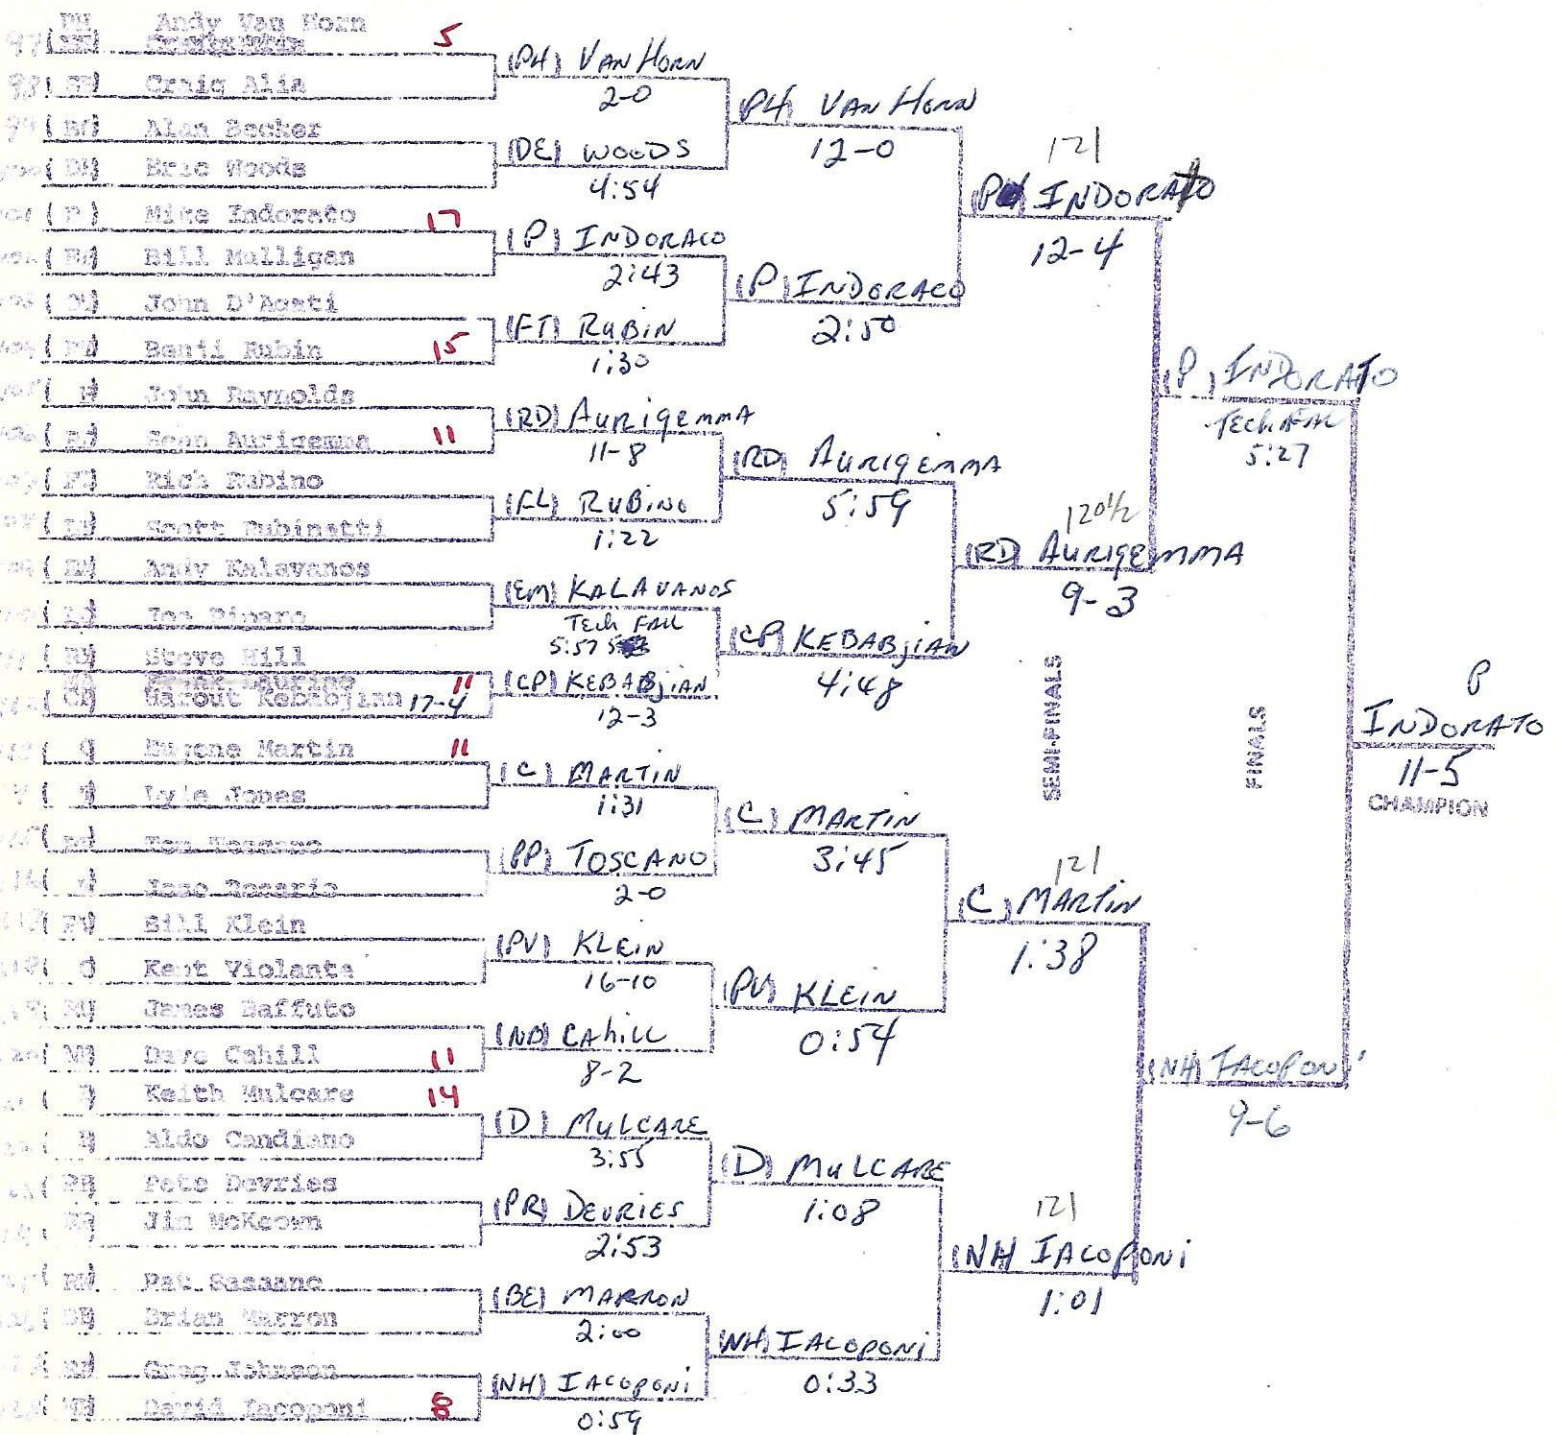 PH Andy Van Horn 5
Craig Alia
Alan Becker
Eric Woods
( P ) Mike Indorato 17
Bill Mulligan
John D'Agati
Benji Rubin 15
John Raynolds
Sean Aurigemma 11
Rich Rubino
Scott Rubinetti
Andy Kalavanos
Steve Hill
11
Garout Kebabjian 17-4
Eugene Martin 11
Lyle Jones
Jose Rosario
Bill Klein
Kent Violante
James Baffuto
Dave Cahill 11
Keith Mulcare 14
Aldo Candiano
Pete Devries
Jim McKeown
Pat Sassano
Brian Marron
Greg Johnson
David Iacoponi 8
(PH) VAN HORN
2-0
(DE) WOODS
4:54
(P) INDORACO
2:43
(FT) RUBIN
1:30
(RD) AURIGEMMA
11-8
(FL) RUBINO
1:22
(EM) KALAVANOS
Tech FALL
5:57
(CP) KEBABJIAN
12-3
(C) MARTIN
1:31
(PP) TOSCANO
2-0
(PV) KLEIN
16-10
(ND) CAHILL
8-2
(D) MULCARE
3:55
(PR) DEVRIES
2:53
(BE) MARRON
2:00
(NH) IACOPONI
0:59
PH VAN HORN
12-0
(P) INDORACO
2:50
(RD) AURIGEMMA
5:59
(CP) KEBABJIAN
4:48
(C) MARTIN
3:45
(PV) KLEIN
0:54
(D) MULCARE
1:08
NH) IACOPONI
0:33
121
INDORATO
12-4
120½
(RD) AURIGEMMA
9-3
SEMI-FINALS
121
(C) MARTIN
1:38
121
(NH IACOPONI
1:01
(P) INDORATO
Tech FALL
5:27
FINALS
(NH) IACOPONI
9-6
P
INDORATO
11-5
CHAMPION